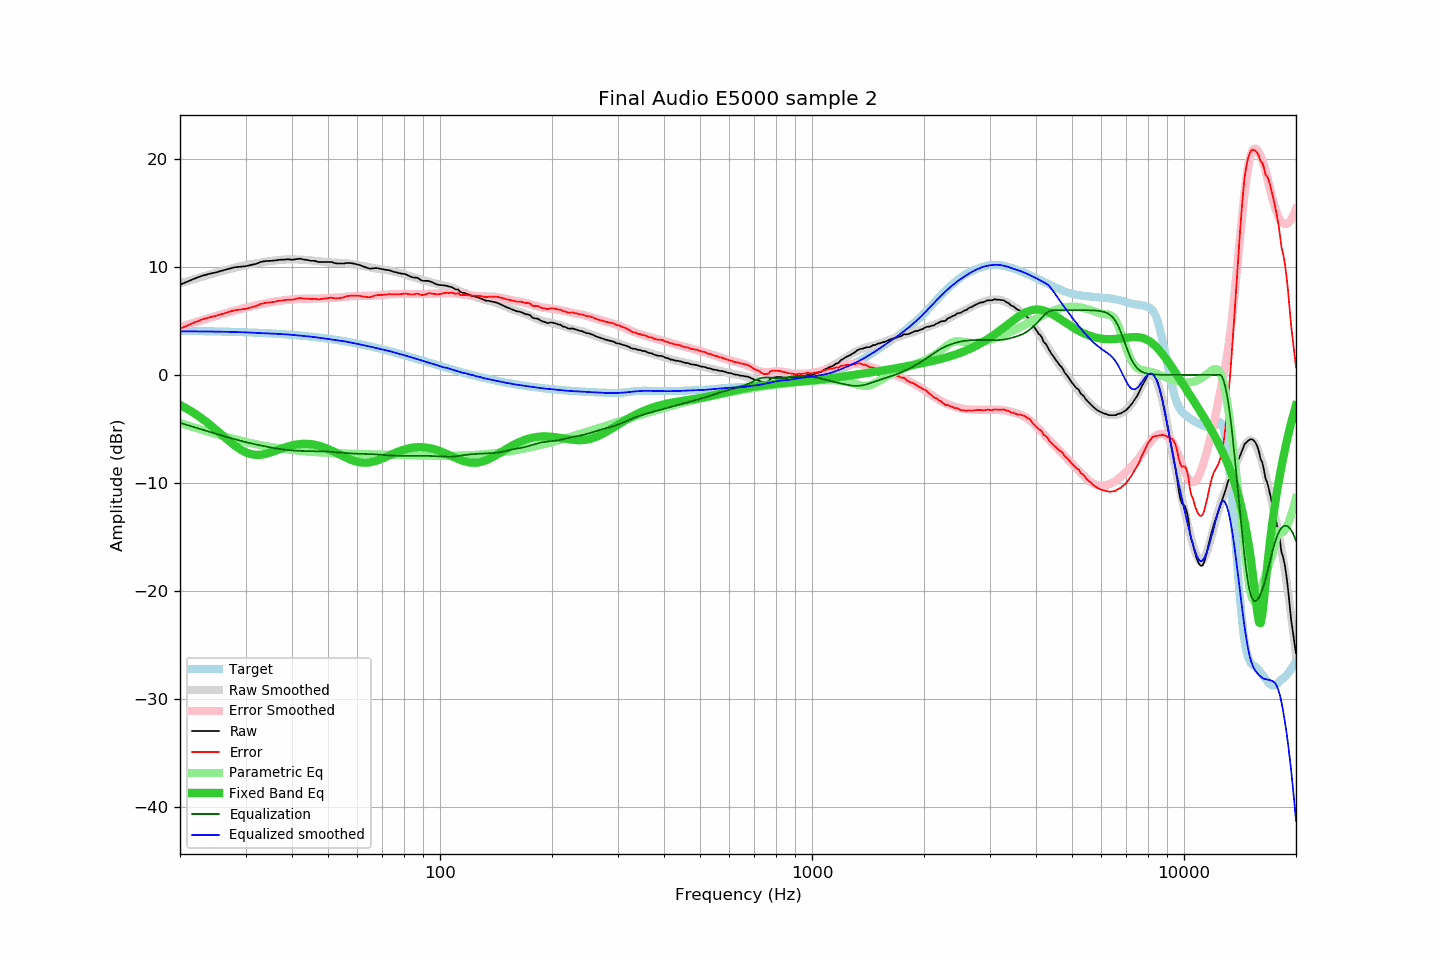 Final Audio E5000 sample 2
20
10
0
−10
−20
−30
−40
Amplitude (dBr)
Target
Raw Smoothed
Error Smoothed
Raw
Error
Parametric Eq
Fixed Band Eq
Equalization
Equalized smoothed
100
1000
10000
Frequency (Hz)